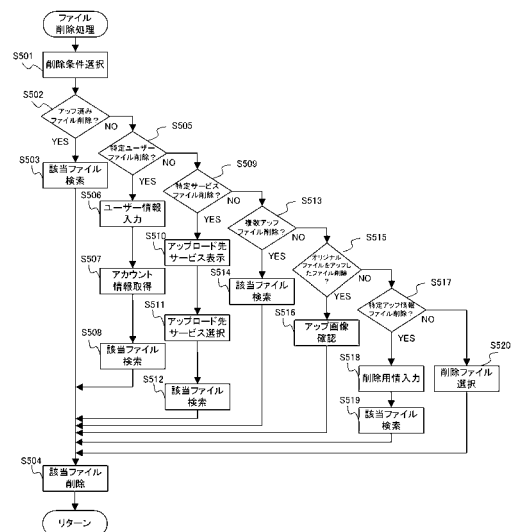 ファイル
削除処理
S501
削除条件選択
S502
アップ済み
ファイル削除?
NO
YES
S505
特定ユーザー
ファイル削除?
NO
YES
S503
該当ファイル
検索
S509
特定サービス
ファイル削除?
NO
YES
S506
ユーザー情報
入力
S513
複数アップ
ファイル削除?
NO
YES
S510
アップロード先
サービス表示
S515
オリジナル
ファイルをアップし
たファイル削除
?
NO
YES
S507
アカウント
情報取得
S514
該当ファイル
検索
S517
特定アップ情報
ファイル削除?
NO
YES
S511
アップロード先
サービス選択
S516
アップ画像
確認
S508
該当ファイル
検索
S518
削除用情入力
S520
削除ファイル
選択
S512
該当ファイル
検索
S519
該当ファイル
検索
S504
該当ファイル
削除
リターン